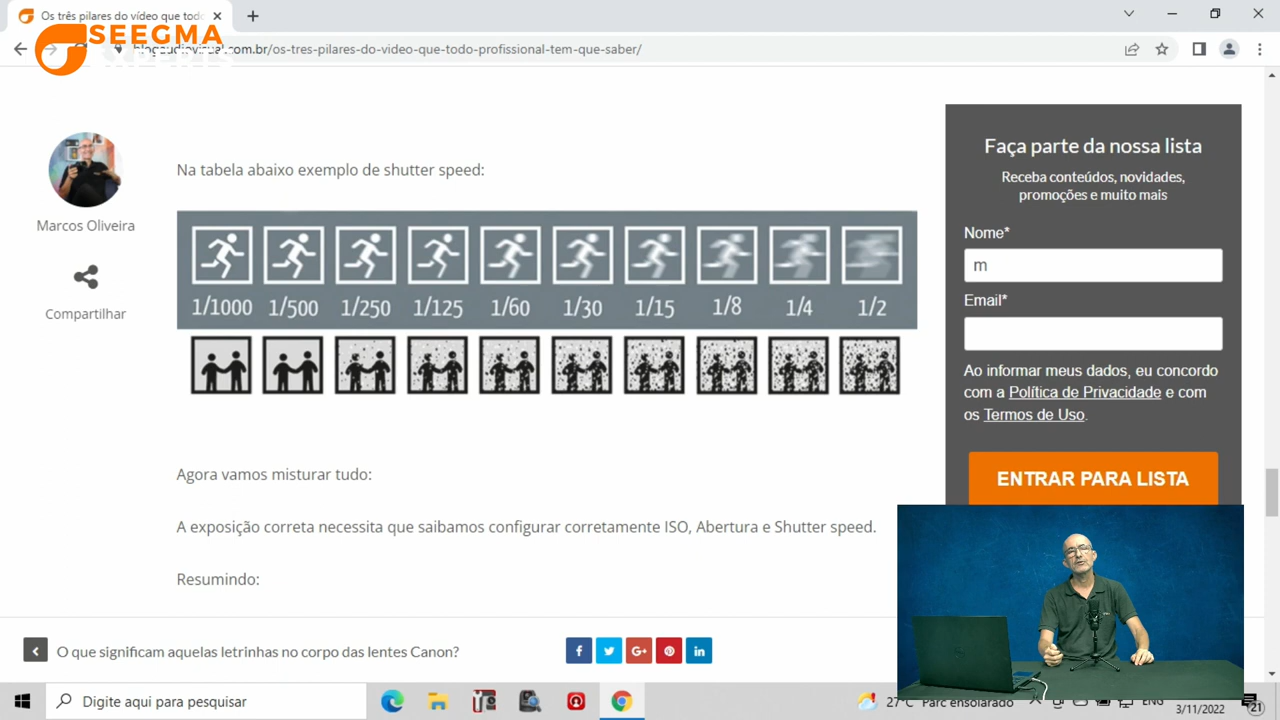 Os três pilares do vídeo que tod
SEEGMA
EXPERTS
blogaudiovisual.com.br/os-tres-pilares-do-video-que-todo-profissional-tem-que-saber/
Marcos Oliveira
Compartilhar
Na tabela abaixo exemplo de shutter speed:
1/1000 1/500 1/250 1/125 1/60 1/30 1/15 1/8 1/4 1/2
Agora vamos misturar tudo:
A exposição correta necessita que saibamos configurar corretamente ISO, Abertura e Shutter speed.
Resumindo:
Faça parte da nossa lista
Receba conteúdos, novidades,
promoções e muito mais
Nome*
m
Email*
Ao informar meus dados, eu concordo
com a Política de Privacidade e com
os Termos de Uso.
ENTRAR PARA LISTA
O que significam aquelas letrinhas no corpo das lentes Canon?
f
G+
in
Digite aqui para pesquisar
27°C Parc ensolarado
ENG
3/11/2022
21